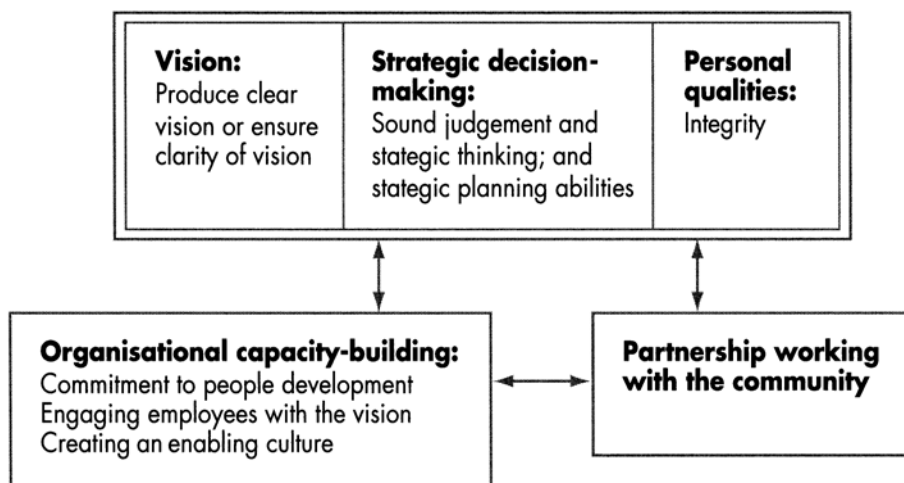 Vision:
Produce clear
vision or ensure
clarity of vision
Strategic decision-
making:
Sound judgement and
stategic thinking; and
stategic planning abilities
Personal
qualities:
Integrity
Organisational capacity-building:
Commitment to people development
Engaging employees with the vision
Creating an enabling culture
Partnership working
with the community